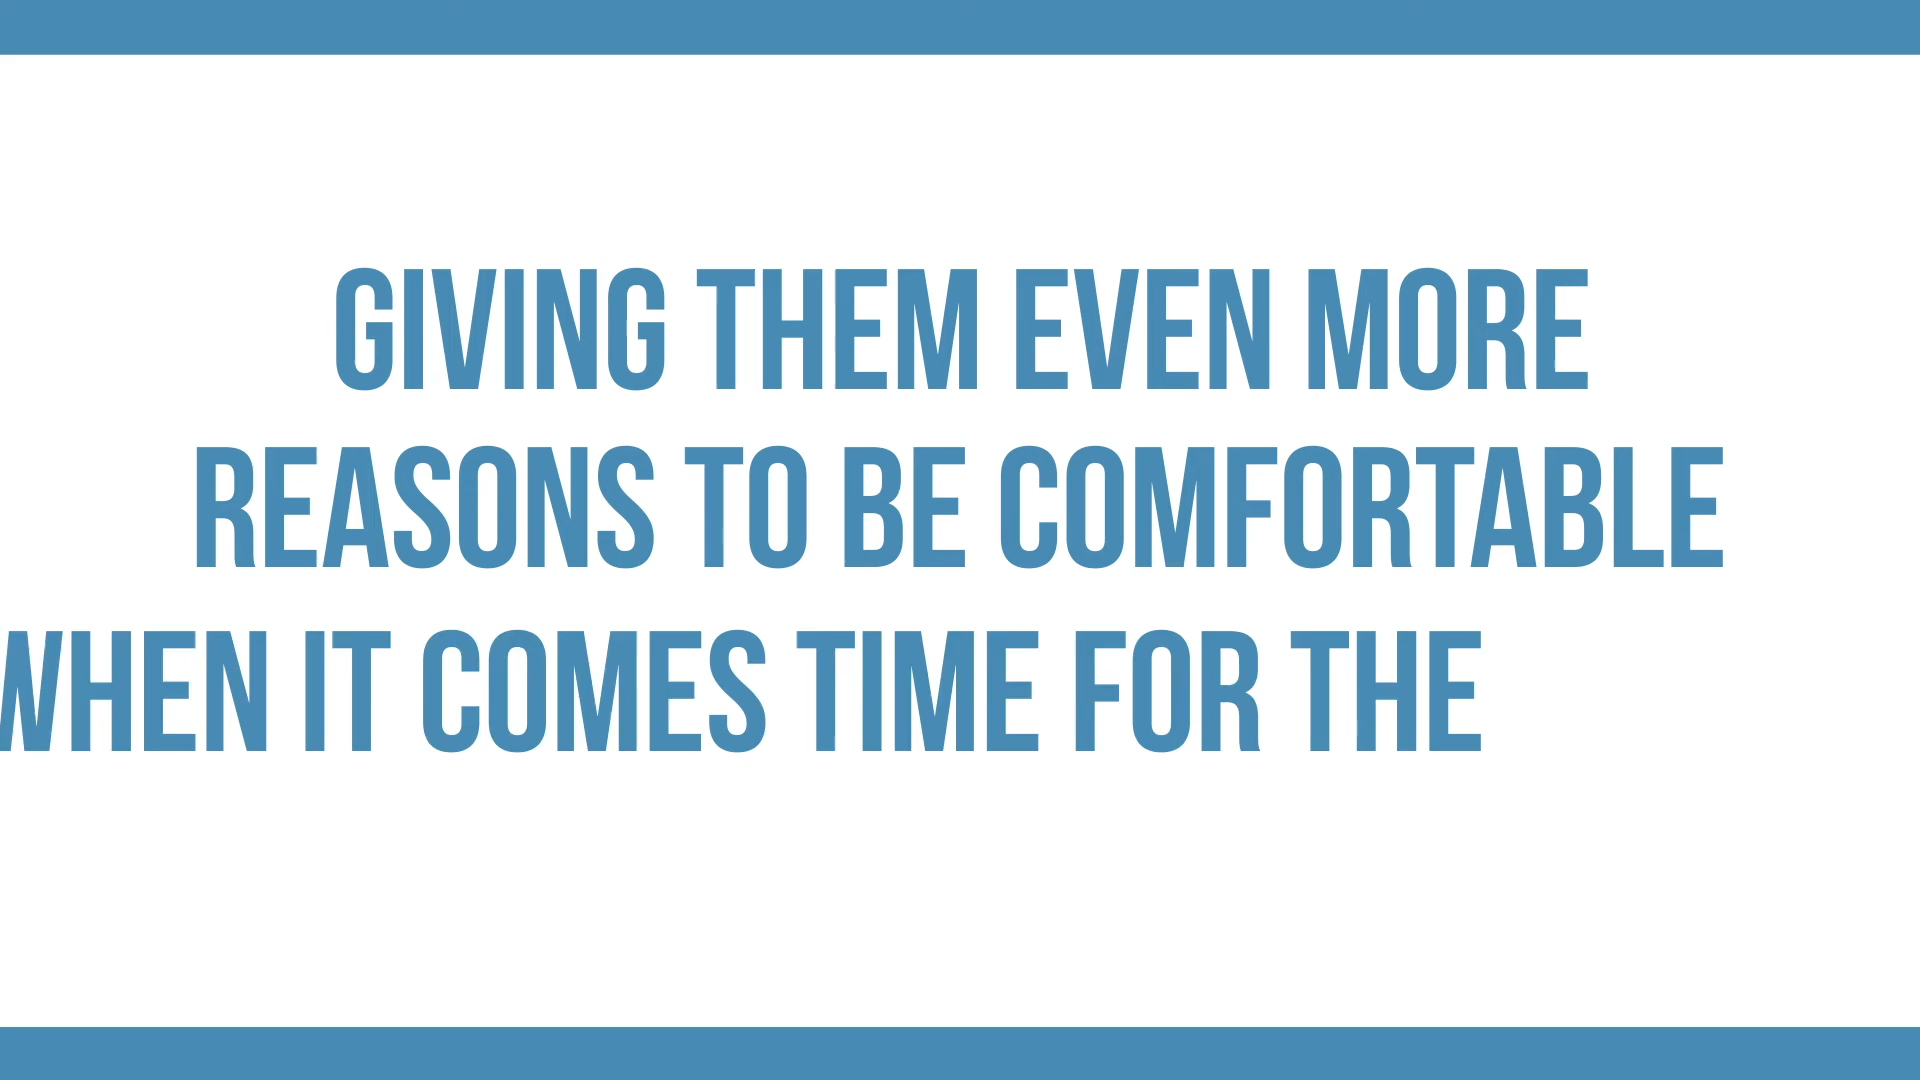 GIVING THEM EVEN MORE
REASONS TO BE COMFORTABLE
WHEN IT COMES TIME FOR THE